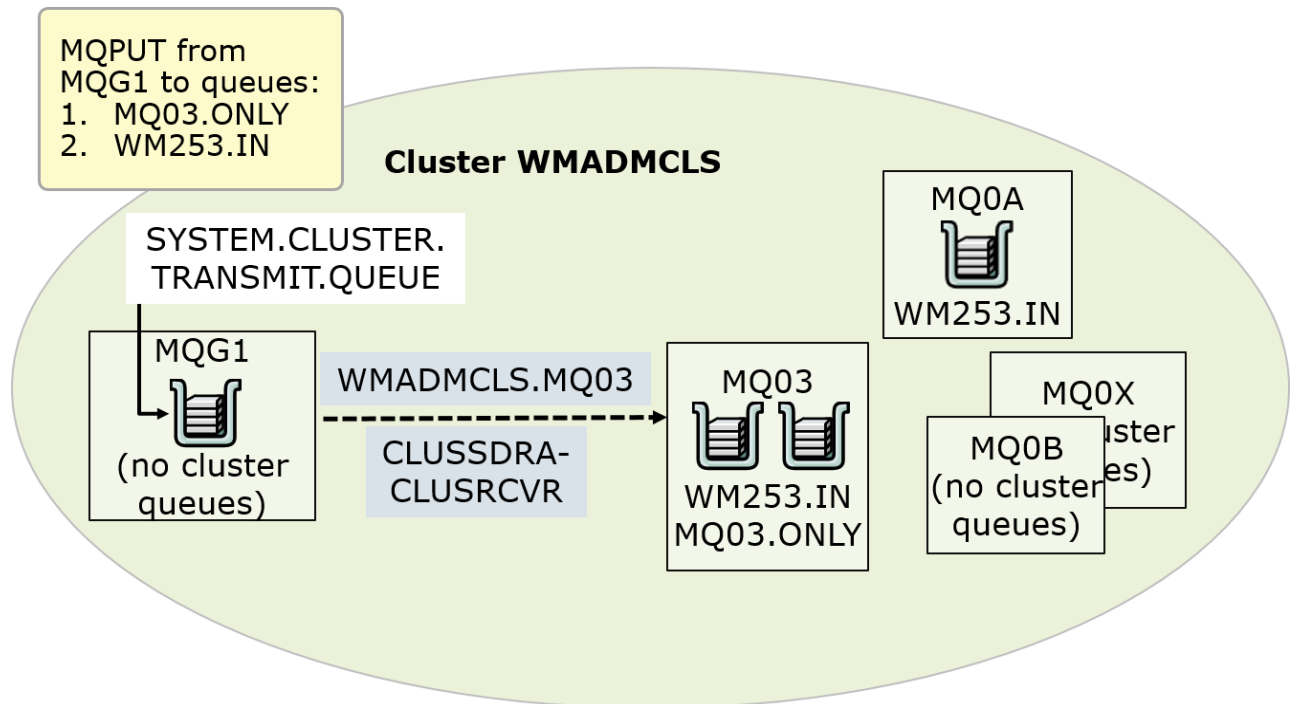 MQPUT from
MQG1 to queues:
1. MQ03.ONLY
2. WM253.IN
Cluster WMADMCLS
SYSTEM.CLUSTER.
TRANSMIT.QUEUE
MQG1
(no cluster
queues)
WMADMCLS.MQ03
CLUSSDRA-
CLUSRCVR
MQ03
WM253.IN
MQ03.ONLY
MQ0A
WM253.IN
MQ0X
MQ0B
(no cluster
queues)